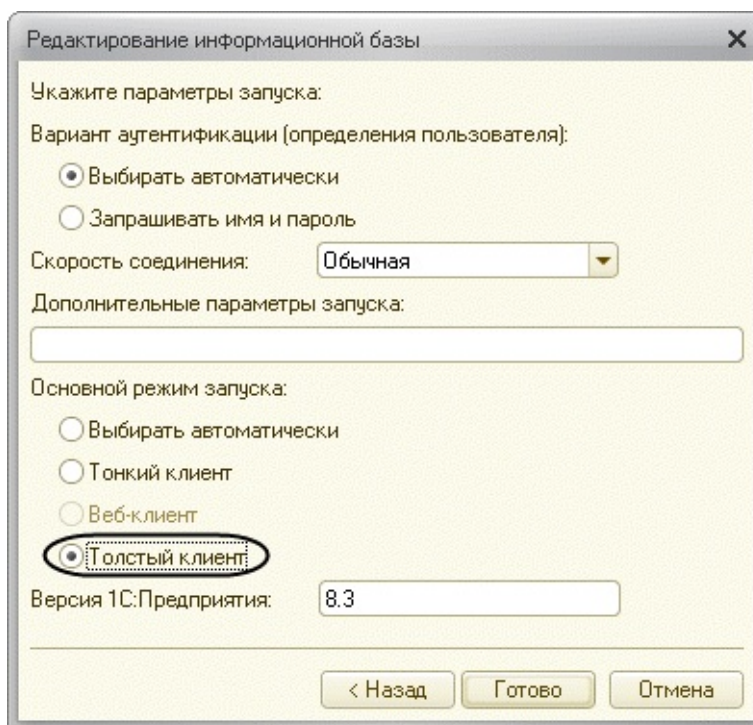 Редактирование информационной базы
Укажите параметры запуска:
Вариант аутентификации (определения пользователя):
Выбирать автоматически
Запрашивать имя и пароль
Скорость соединения: Обычная
Дополнительные параметры запуска:
Основной режим запуска:
Выбирать автоматически
Тонкий клиент
Веб-клиент
Толстый клиент
Версия 1С:Предприятия: 8.3
< Назад Готово Отмена